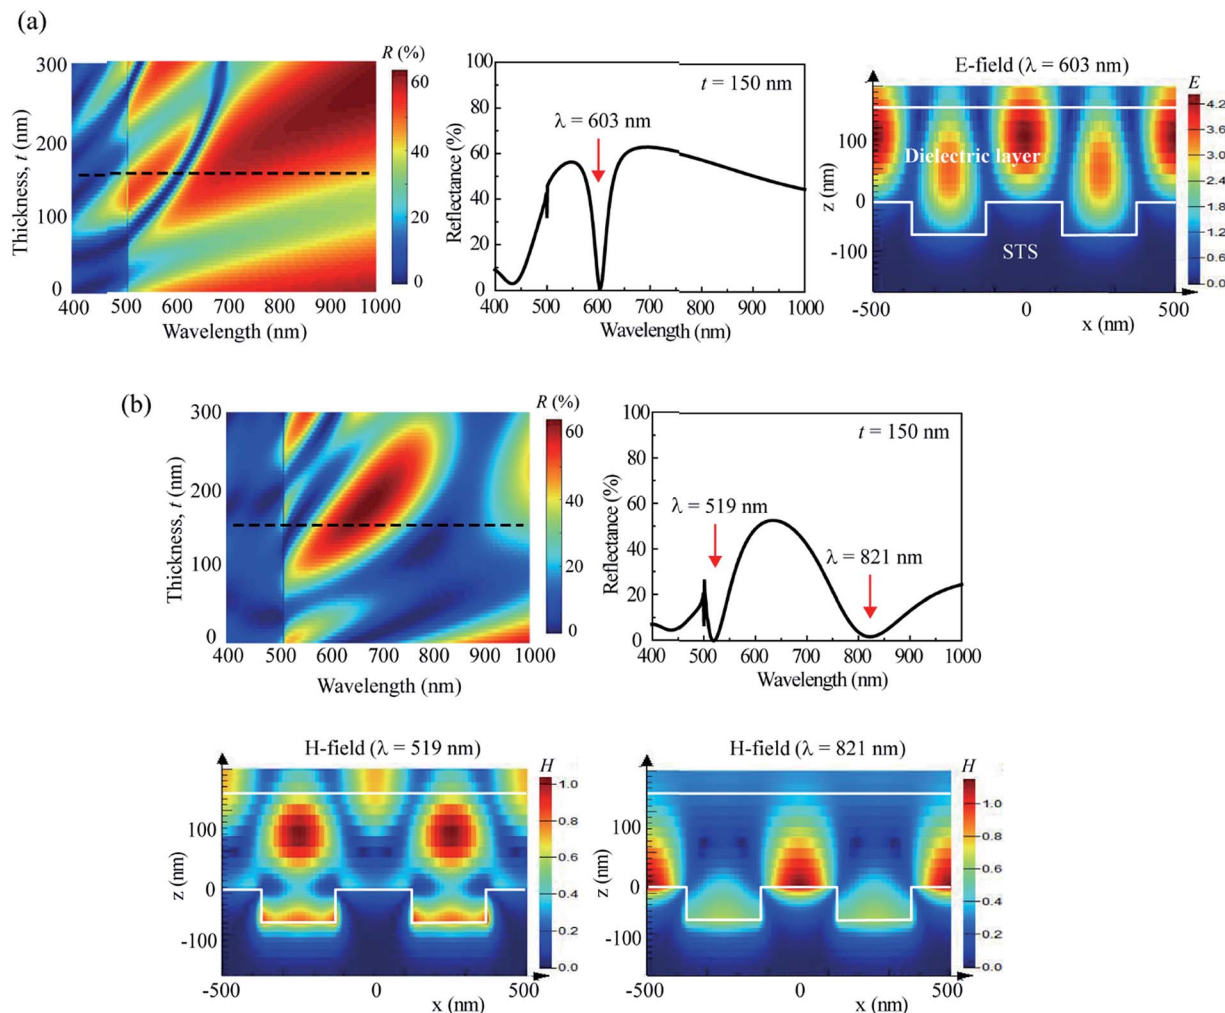 (a)
R (%)
300
200
100
0
Thickness, t (nm)
400 500 600 700 800 900 1000
Wavelength (nm)
60
40
20
0
100
80
60
40
20
0
Reflectance (%)
t = 150 nm
λ = 603 nm
400 500 600 700 800 900 1000
Wavelength (nm)
E-field (λ = 603 nm)
E
4.2
3.6
3.0
2.4
1.8
1.2
0.6
0.0
100
0
-100
z (nm)
Dielectric layer
STS
-500 0 500
x (nm)
(b)
R (%)
300
200
100
0
Thickness, t (nm)
400 500 600 700 800 900 1000
Wavelength (nm)
60
40
20
0
100
80
60
40
20
0
Reflectance (%)
t = 150 nm
λ = 519 nm
λ = 821 nm
400 500 600 700 800 900 1000
Wavelength (nm)
H-field (λ = 519 nm)
H
1.0
0.8
0.6
0.4
0.2
0.0
100
0
-100
z (nm)
-500 0 500
x (nm)
H-field (λ = 821 nm)
H
1.0
0.8
0.6
0.4
0.2
0.0
100
0
-100
z (nm)
-500 0 500
x (nm)